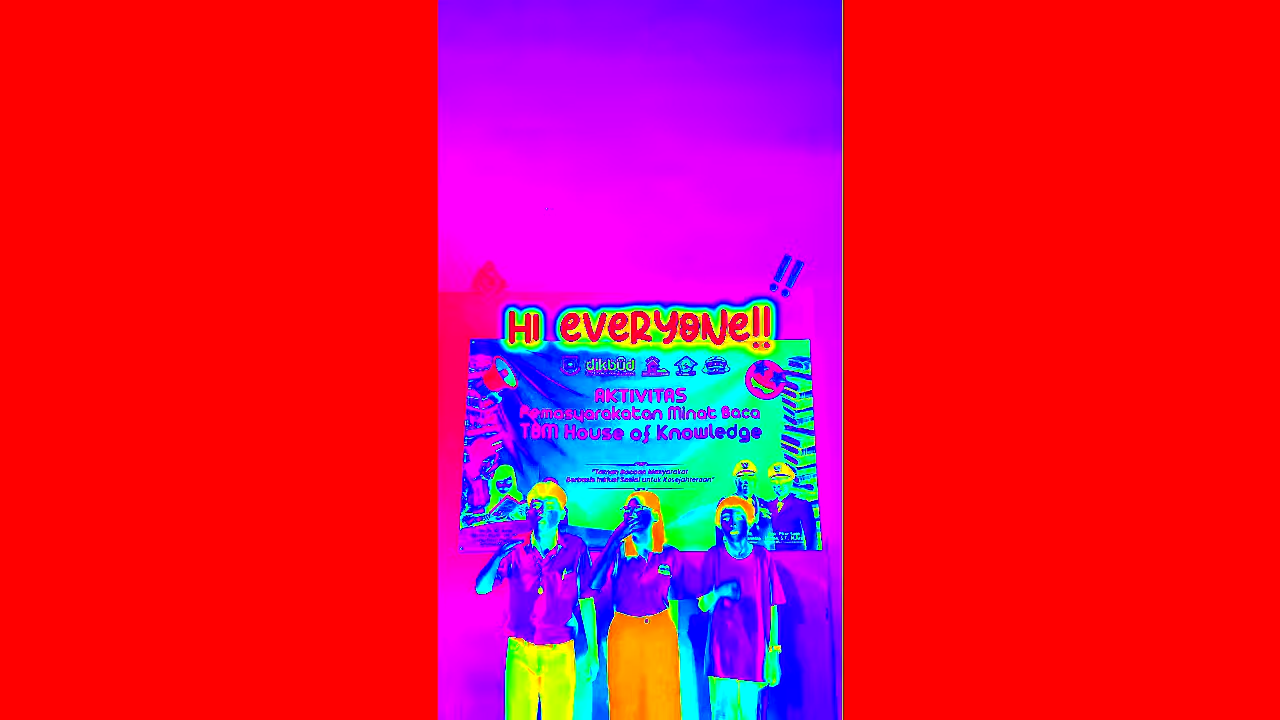 !!
HI EVERYONE!!
dikbud
AKTIVITAS
Pemasyarakatan Minat Baca
TBM House of Knowledge
"Taman Bacaan Masyarakat
Berbasis Inklusi Sosial untuk Kesejahteraan"